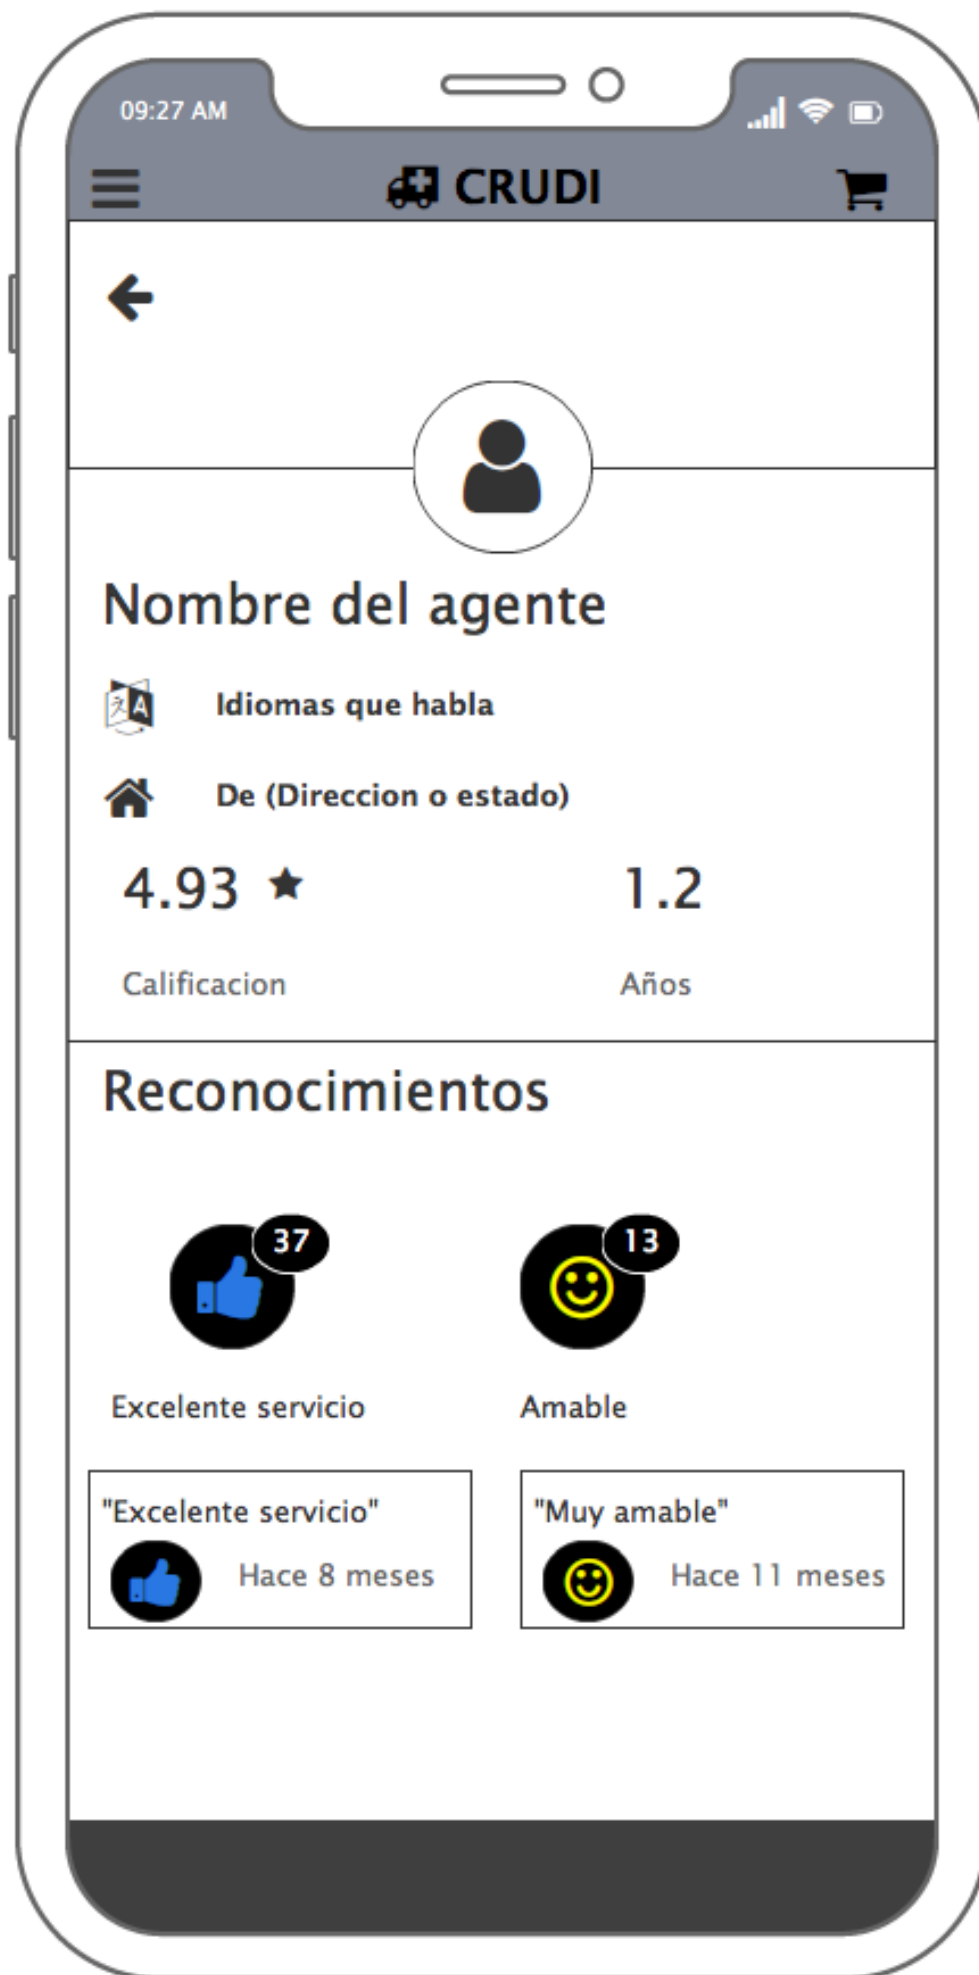 09:27 AM
CRUDI
Nombre del agente
Idiomas que habla
De (Direccion o estado)
4.93 1.2
Calificacion Años
Reconocimientos
37 13
Excelente servicio Amable
"Excelente servicio" "Muy amable"
Hace 8 meses Hace 11 meses